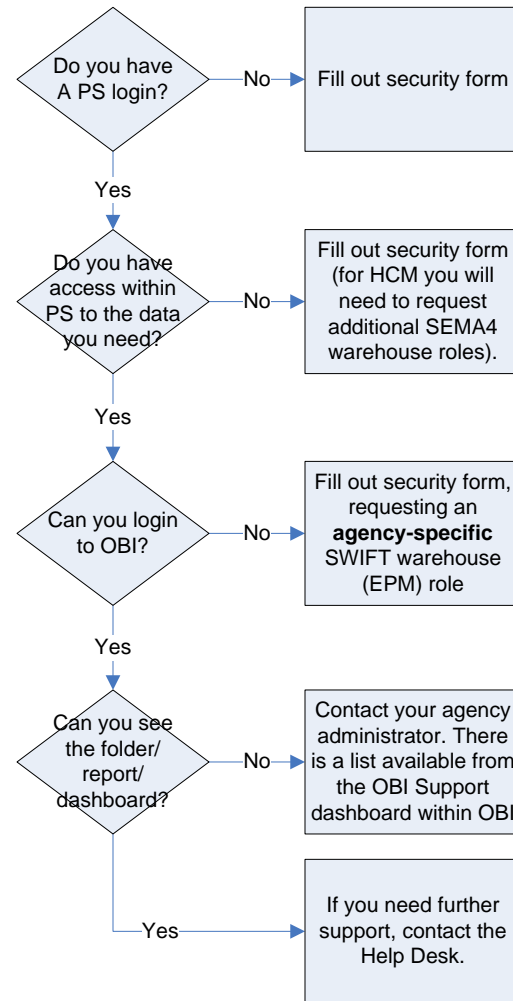 Do you have
A PS login?
No
Fill out security form
Yes
Do you have
access within
PS to the data
you need?
No
Fill out security form
(for HCM you will
need to request
additional SEMA4
warehouse roles).
Yes
Can you login
to OBI?
No
Fill out security form,
requesting an
agency-specific
SWIFT warehouse
(EPM) role
Yes
Can you see
the folder/
report/
dashboard?
No
Contact your agency
administrator. There
is a list available from
the OBI Support
dashboard within OBI
Yes
If you need further
support, contact the
Help Desk.